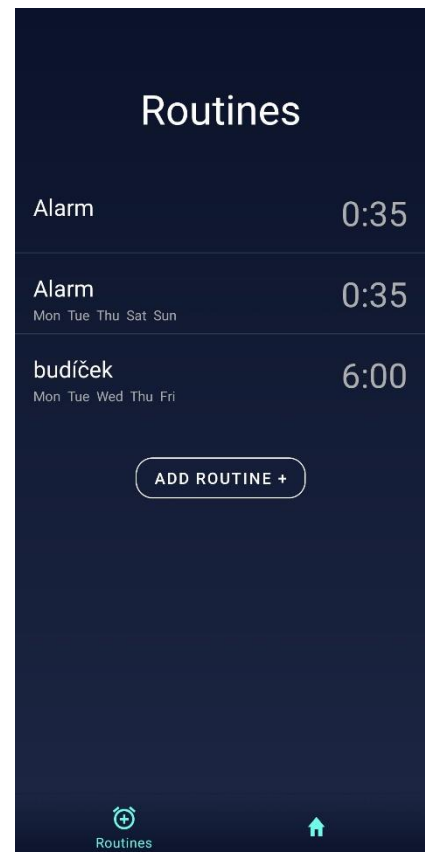 Routines
Alarm
0:35
Alarm
0:35
Mon Tue Thu Sat Sun
budíček
6:00
Mon Tue Wed Thu Fri
ADD ROUTINE +
Routines